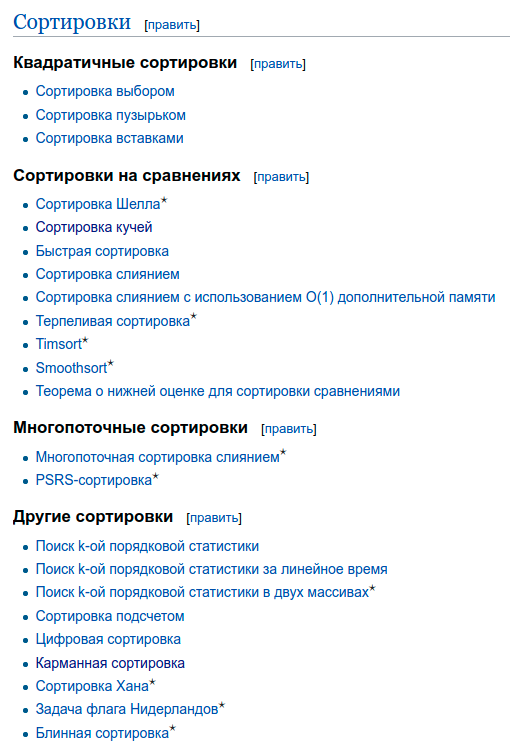 Сортировки [править]
Квадратичные сортировки [править]
Сортировка выбором
Сортировка пузырьком
Сортировка вставками
Сортировки на сравнениях [править]
Сортировка Шелла★
Сортировка кучей
Быстрая сортировка
Сортировка слиянием
Сортировка слиянием с использованием O(1) дополнительной памяти
Терпеливая сортировка★
Timsort★
Smoothsort★
Теорема о нижней оценке для сортировки сравнениями
Многопоточные сортировки [править]
Многопоточная сортировка слиянием★
PSRS-сортировка★
Другие сортировки [править]
Поиск k-ой порядковой статистики
Поиск k-ой порядковой статистики за линейное время
Поиск k-ой порядковой статистики в двух массивах★
Сортировка подсчетом
Цифровая сортировка
Карманная сортировка
Сортировка Хана★
Задача флага Нидерландов★
Блинная сортировка★